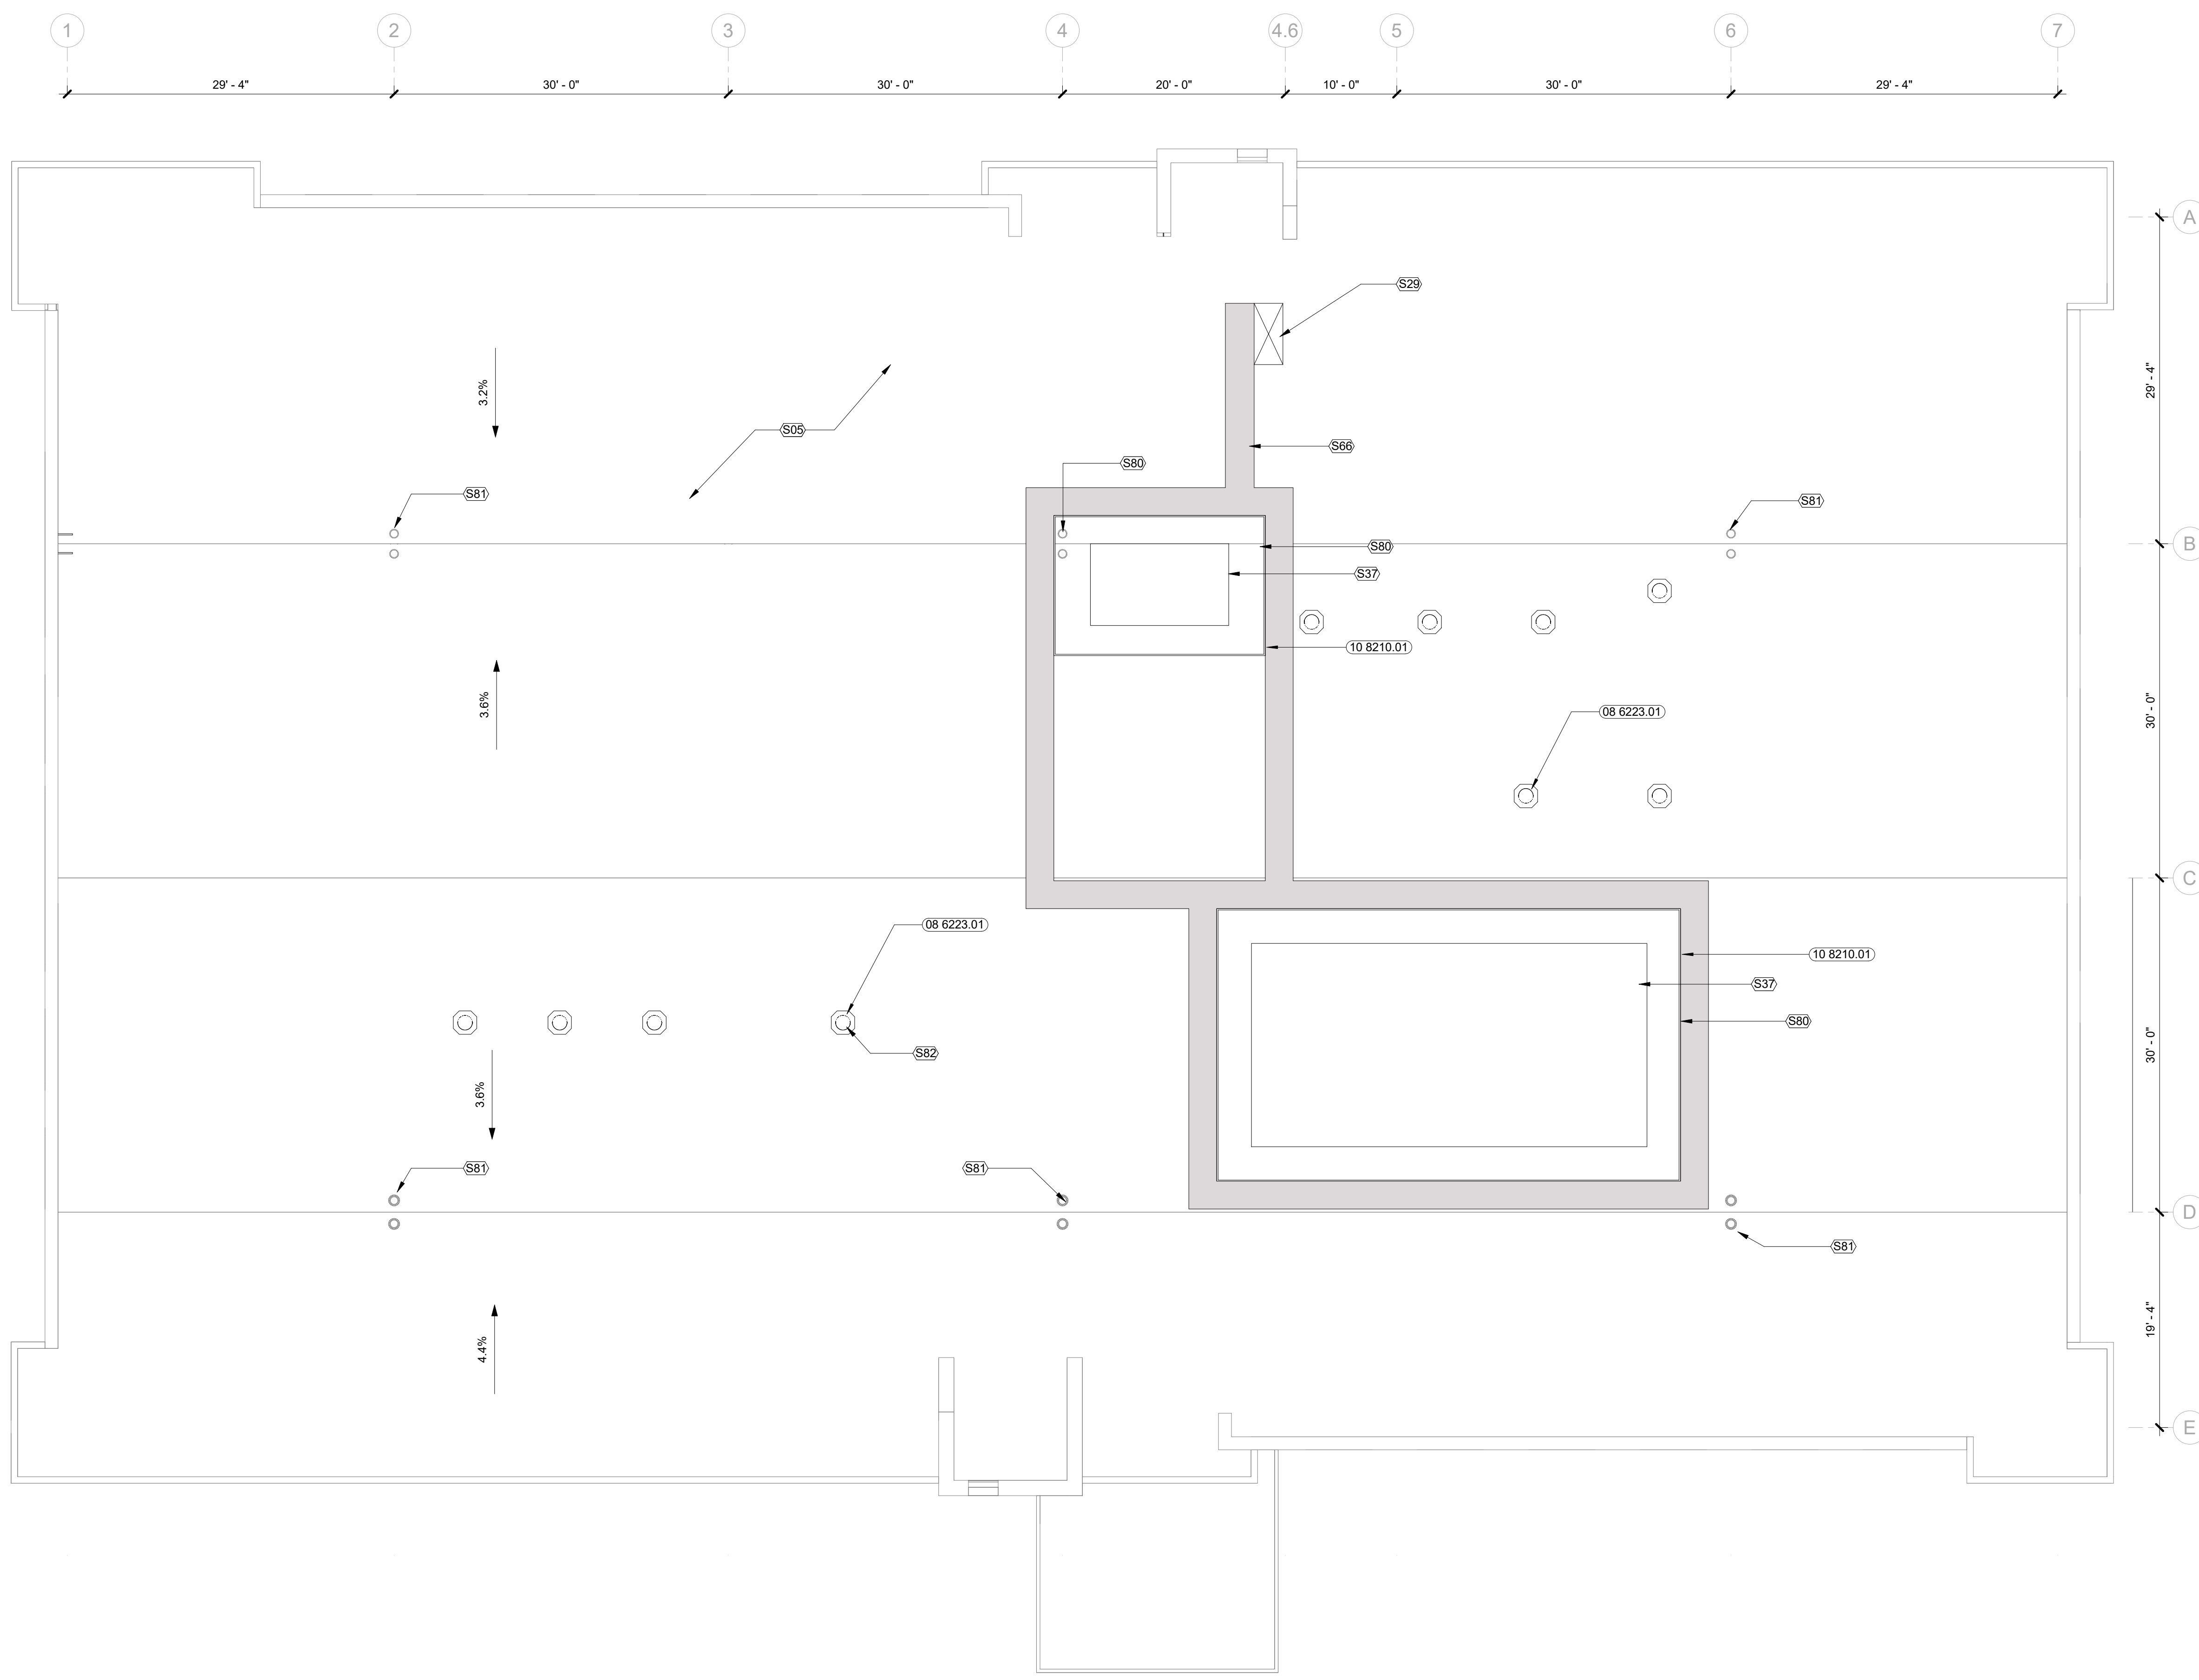 1
2
3
4
4.6
5
6
7
29' - 4"
30' - 0"
30' - 0"
20' - 0"
10' - 0"
30' - 0"
29' - 4"
A
S29
29' - 4"
3.2%
S05
S66
S80
S81
S81
B
S80
S37
10 8210.01
3.6%
30' - 0"
08 6223.01
C
08 6223.01
10 8210.01
S37
S80
S82
30' - 0"
3.6%
S81
S81
D
S81
19' - 4"
4.4%
E